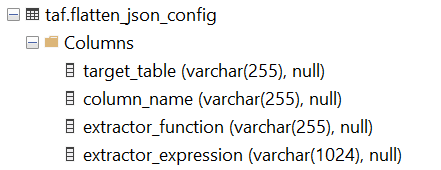 taf.flatten_json_config
Columns
target_table (varchar(255), null)
column_name (varchar(255), null)
extractor_function (varchar(255), null)
extractor_expression (varchar(1024), null)